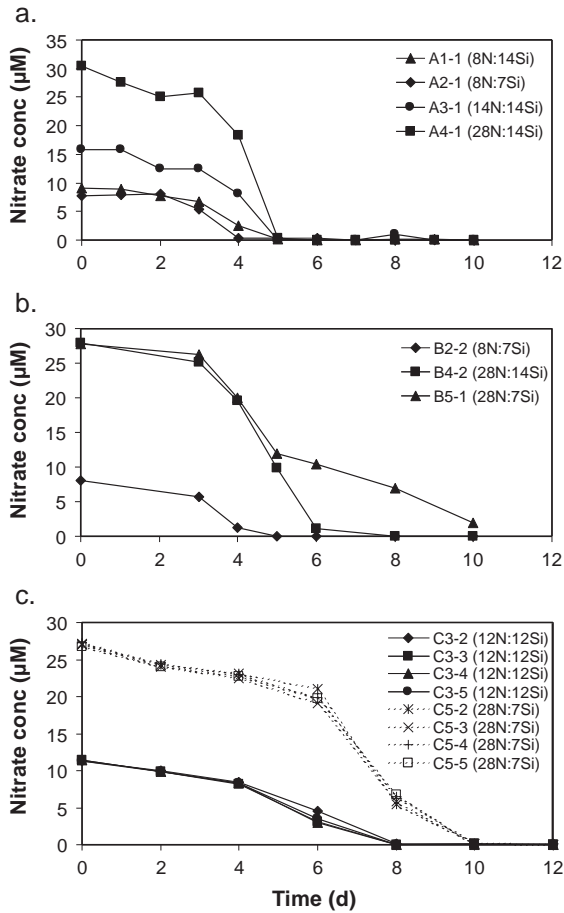 a.
Nitrate conc (µM)
35
30
25
20
15
10
5
0
A1-1 (8N:14Si)
A2-1 (8N:7Si)
A3-1 (14N:14Si)
A4-1 (28N:14Si)
0 2 4 6 8 10 12
b.
Nitrate conc (µM)
30
25
20
15
10
5
0
B2-2 (8N:7Si)
B4-2 (28N:14Si)
B5-1 (28N:7Si)
0 2 4 6 8 10 12
c.
Nitrate conc (µM)
30
25
20
15
10
5
0
C3-2 (12N:12Si)
C3-3 (12N:12Si)
C3-4 (12N:12Si)
C3-5 (12N:12Si)
C5-2 (28N:7Si)
C5-3 (28N:7Si)
C5-4 (28N:7Si)
C5-5 (28N:7Si)
0 2 4 6 8 10 12
Time (d)